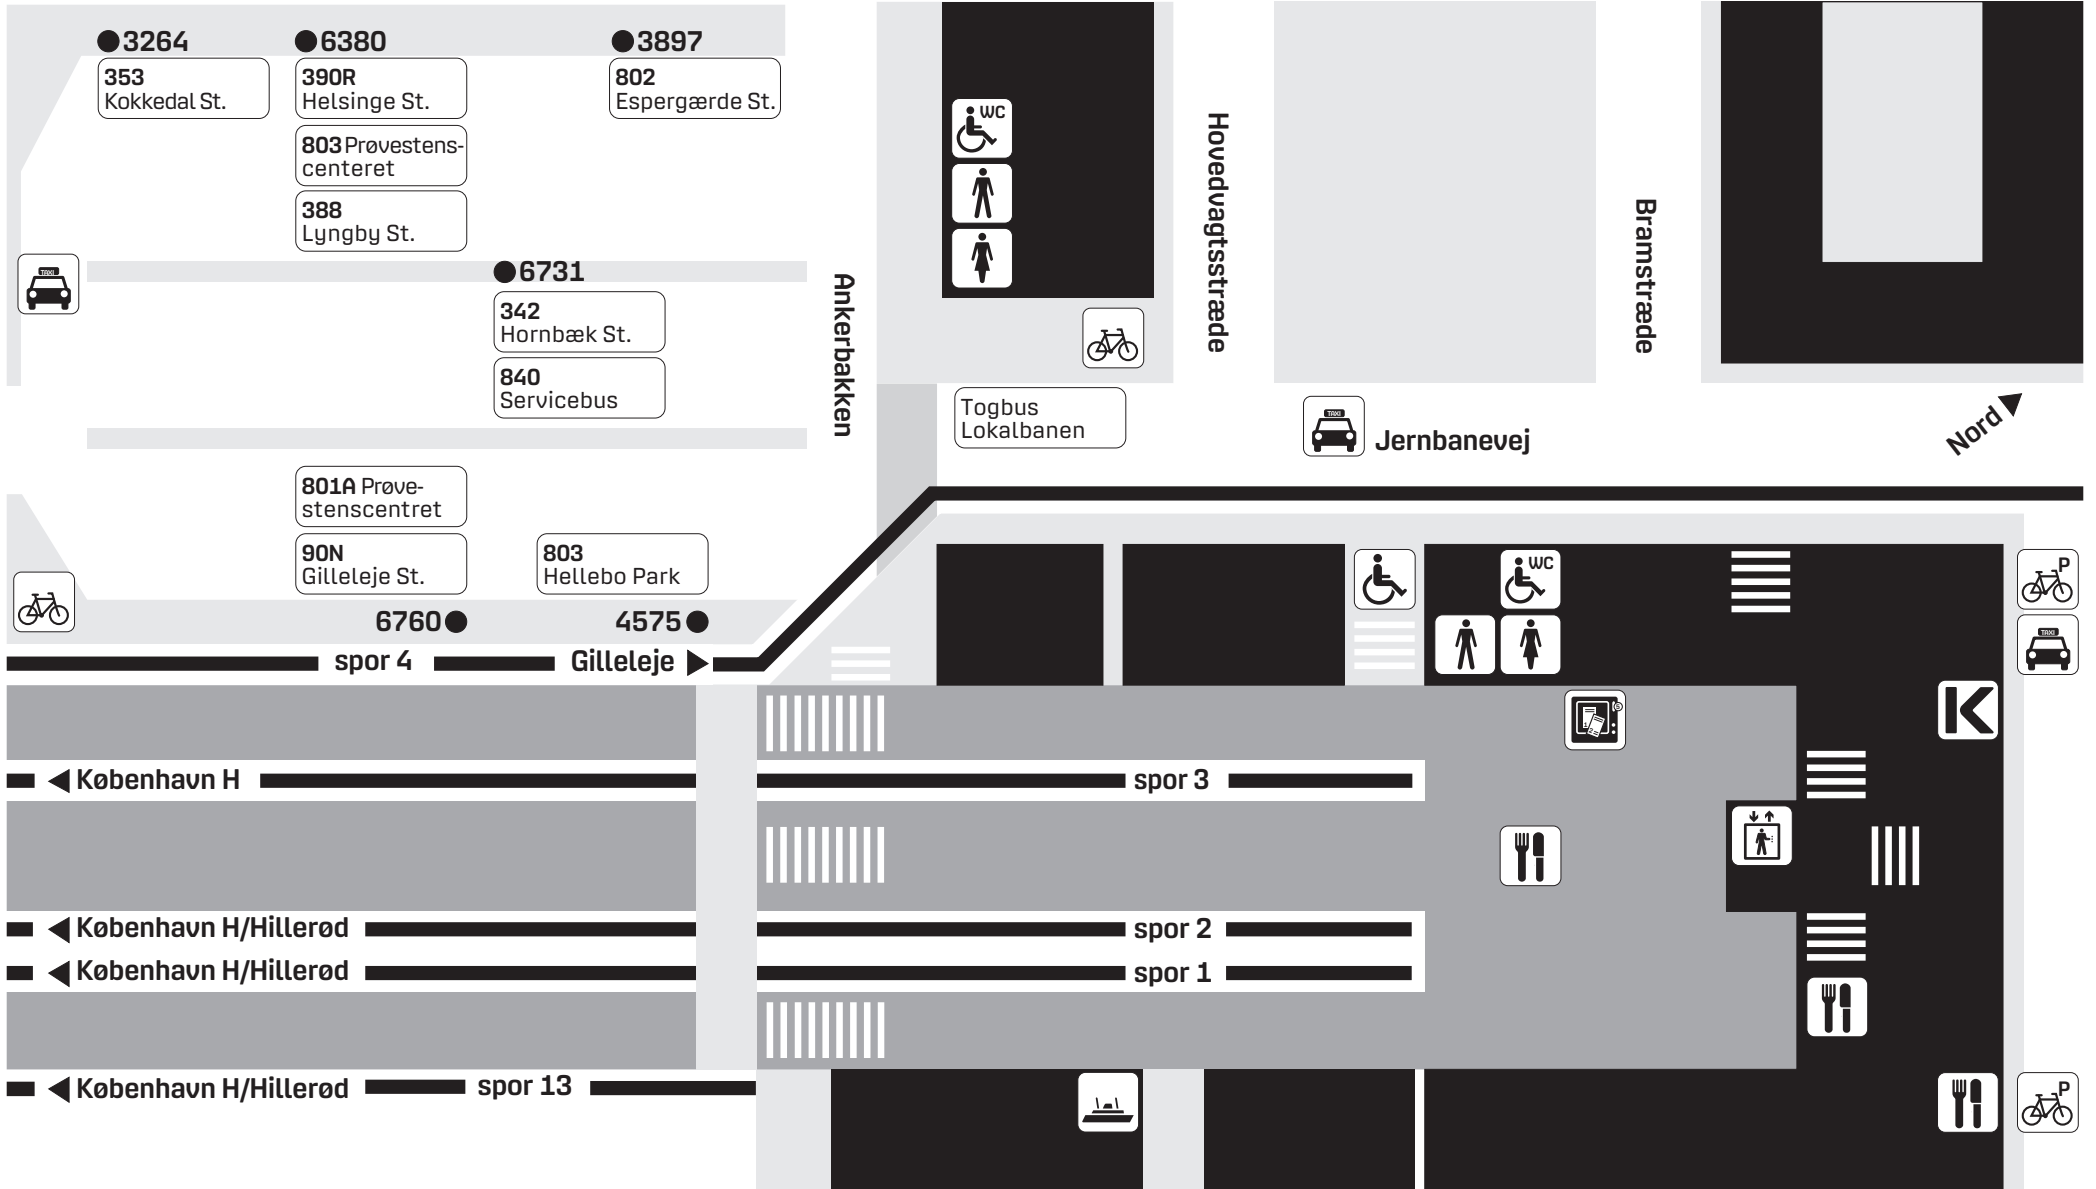 3264
353
Kokkedal St.
6380
390R
Helsinge St.
803 Prøvestens-
centeret
388
Lyngby St.
3897
802
Espergærde St.
TAXI
6731
342
Hornbæk St.
840
Servicebus
801A Prøve-
stenscentret
90N
Gilleleje St.
803
Hellebo Park
6760
4575
Ankerbakken
WC
Hovedvagtsstræde
Bramstræde
Togbus
Lokalbanen
TAXI
Jernbanevej
Nord
WC
P
TAXI
K
spor 4
Gilleleje
København H
spor 3
København H/Hillerød
spor 2
København H/Hillerød
spor 1
København H/Hillerød
spor 13
P